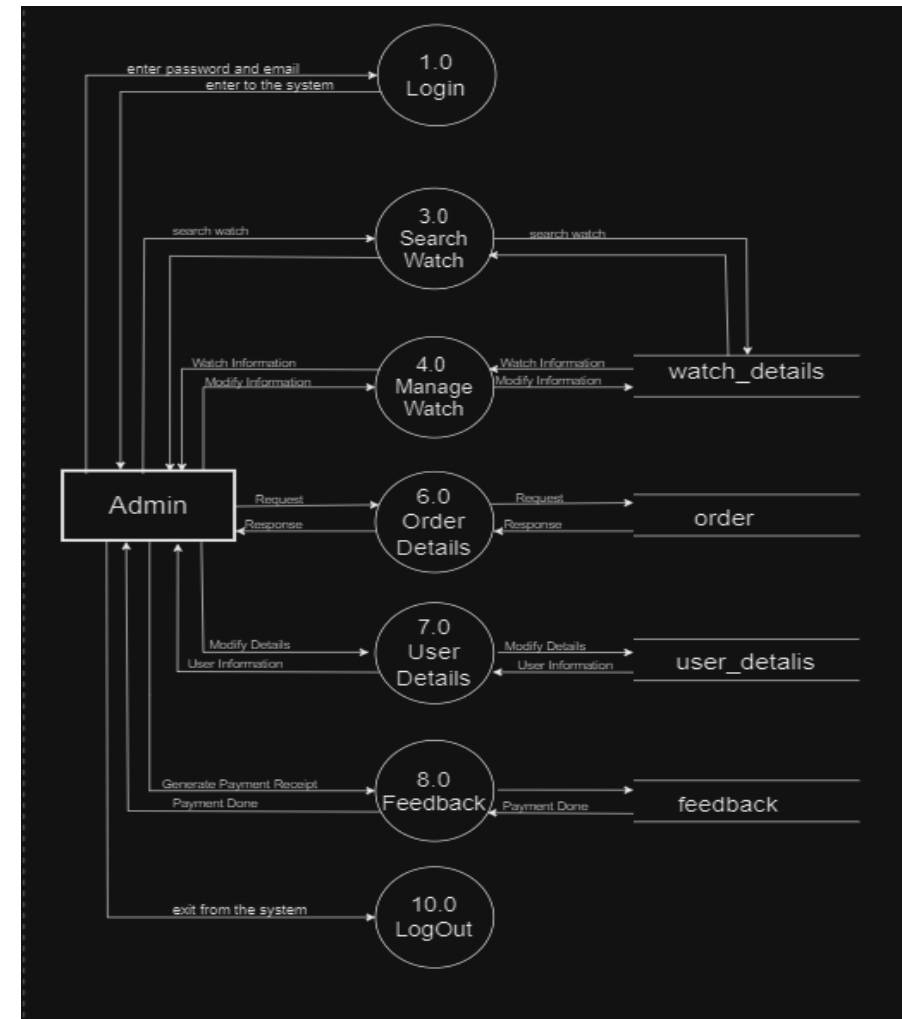 1.0
Login
enter password and email
enter to the system
3.0
Search
Watch
search watch
search watch
4.0
Manage
Watch
Watch Information
Modify Information
Watch Information
Modify Information
watch_details
Admin
6.0
Order
Details
Request
Response
Request
Response
order
7.0
User
Details
Modify Details
User Information
Modify Details
User Information
user_detalis
8.0
Feedback
Generate Payment Receipt
Payment Done
Payment Done
feedback
10.0
LogOut
exit from the system